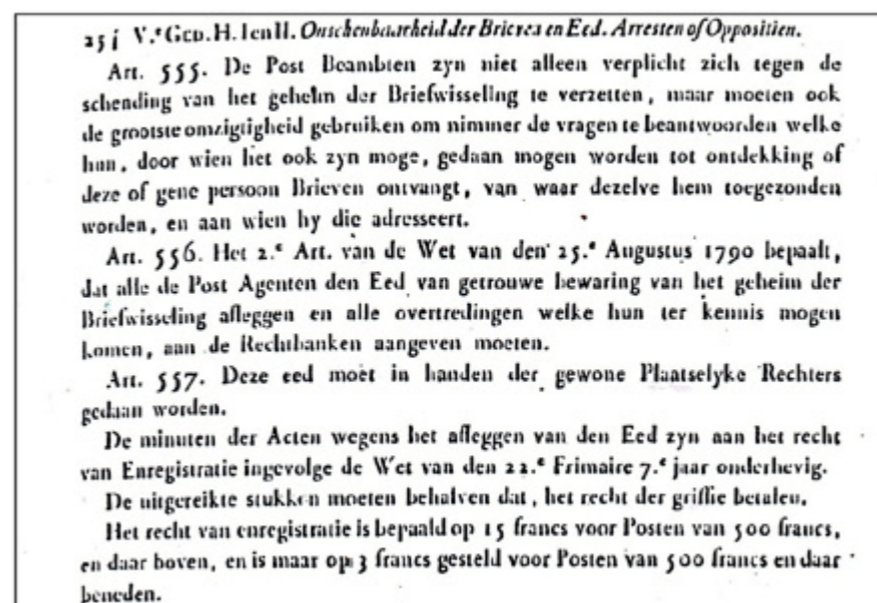 25 j V.e Ged. H. I en II. Onschenbaarheid der Brieven en Eed. Arresten of Oppositien.
Art. 555. De Post Beambten zyn niet alleen verplicht zich tegen de
schending van het geheim der Briefwisseling te verzetten, maar moeten ook
de grootste omzigtigheid gebruiken om nimmer de vragen te beantwoorden welke
hun, door wien het ook zyn moge, gedaan mogen worden tot ontdekking of
deze of gene persoon Brieven ontvangt, van waar dezelve hem toegezonden
worden, en aan wien hy die adresseert.
Art. 556. Het 2.e Art. van de Wet van den 25.e Augustus 1790 bepaalt,
dat alle de Post Agenten den Eed van getrouwe bewaring van het geheim der
Briefwisseling afleggen en alle overtredingen welke hun ter kennis mogen
komen, aan de Rechtbanken aangeven moeten.
Art. 557. Deze eed moet in handen der gewone Plaatselyke Rechters
gedaan worden.
De minuten der Acten wegens het afleggen van den Eed zyn aan het recht
van Enregistratie ingevolge de Wet van den 22.e Frimaire 7.e jaar onderhevig.
De uitgereikte stukken moeten behalven dat, het recht der griffie betalen.
Het recht van enregistratie is bepaald op 15 francs voor Posten van 500 francs,
en daar boven, en is maar op 3 francs gesteld voor Posten van 500 francs en daar
beneden.